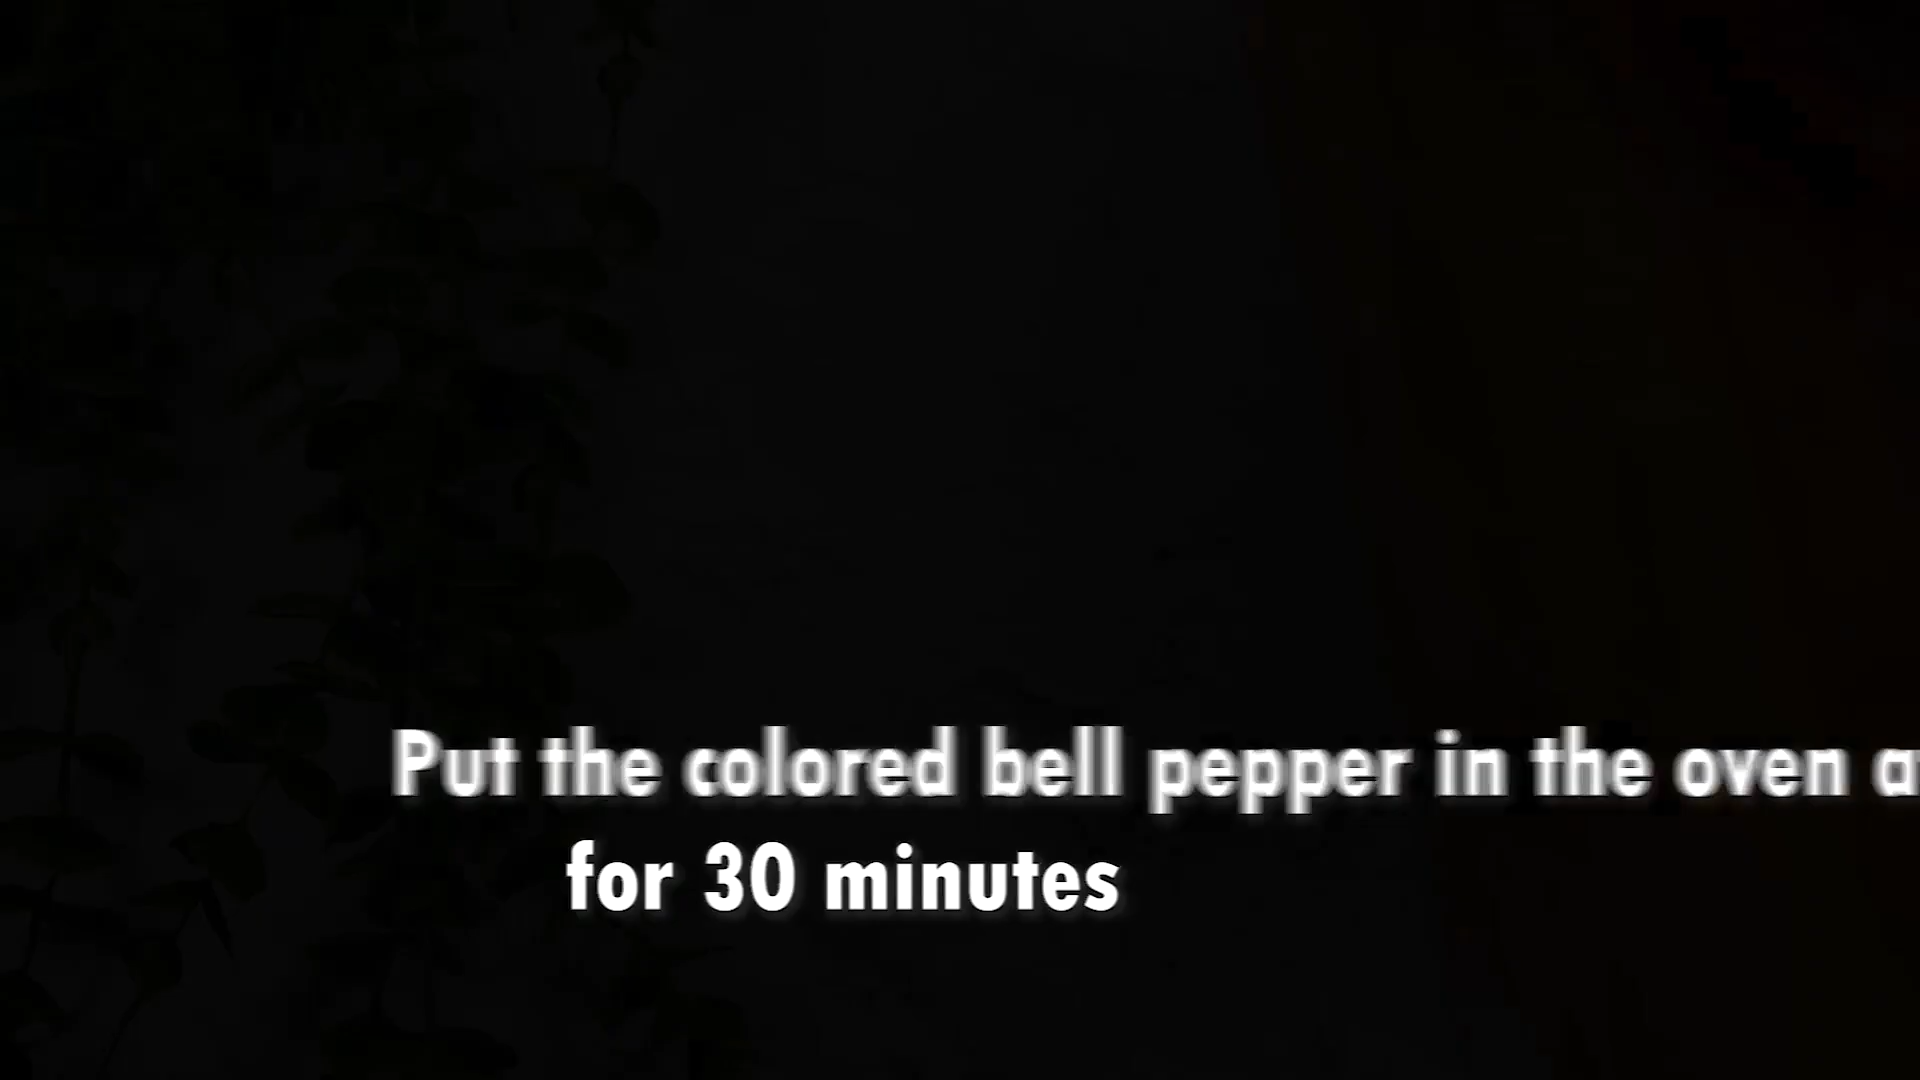 Put the colored bell pepper in the oven
for 30 minutes